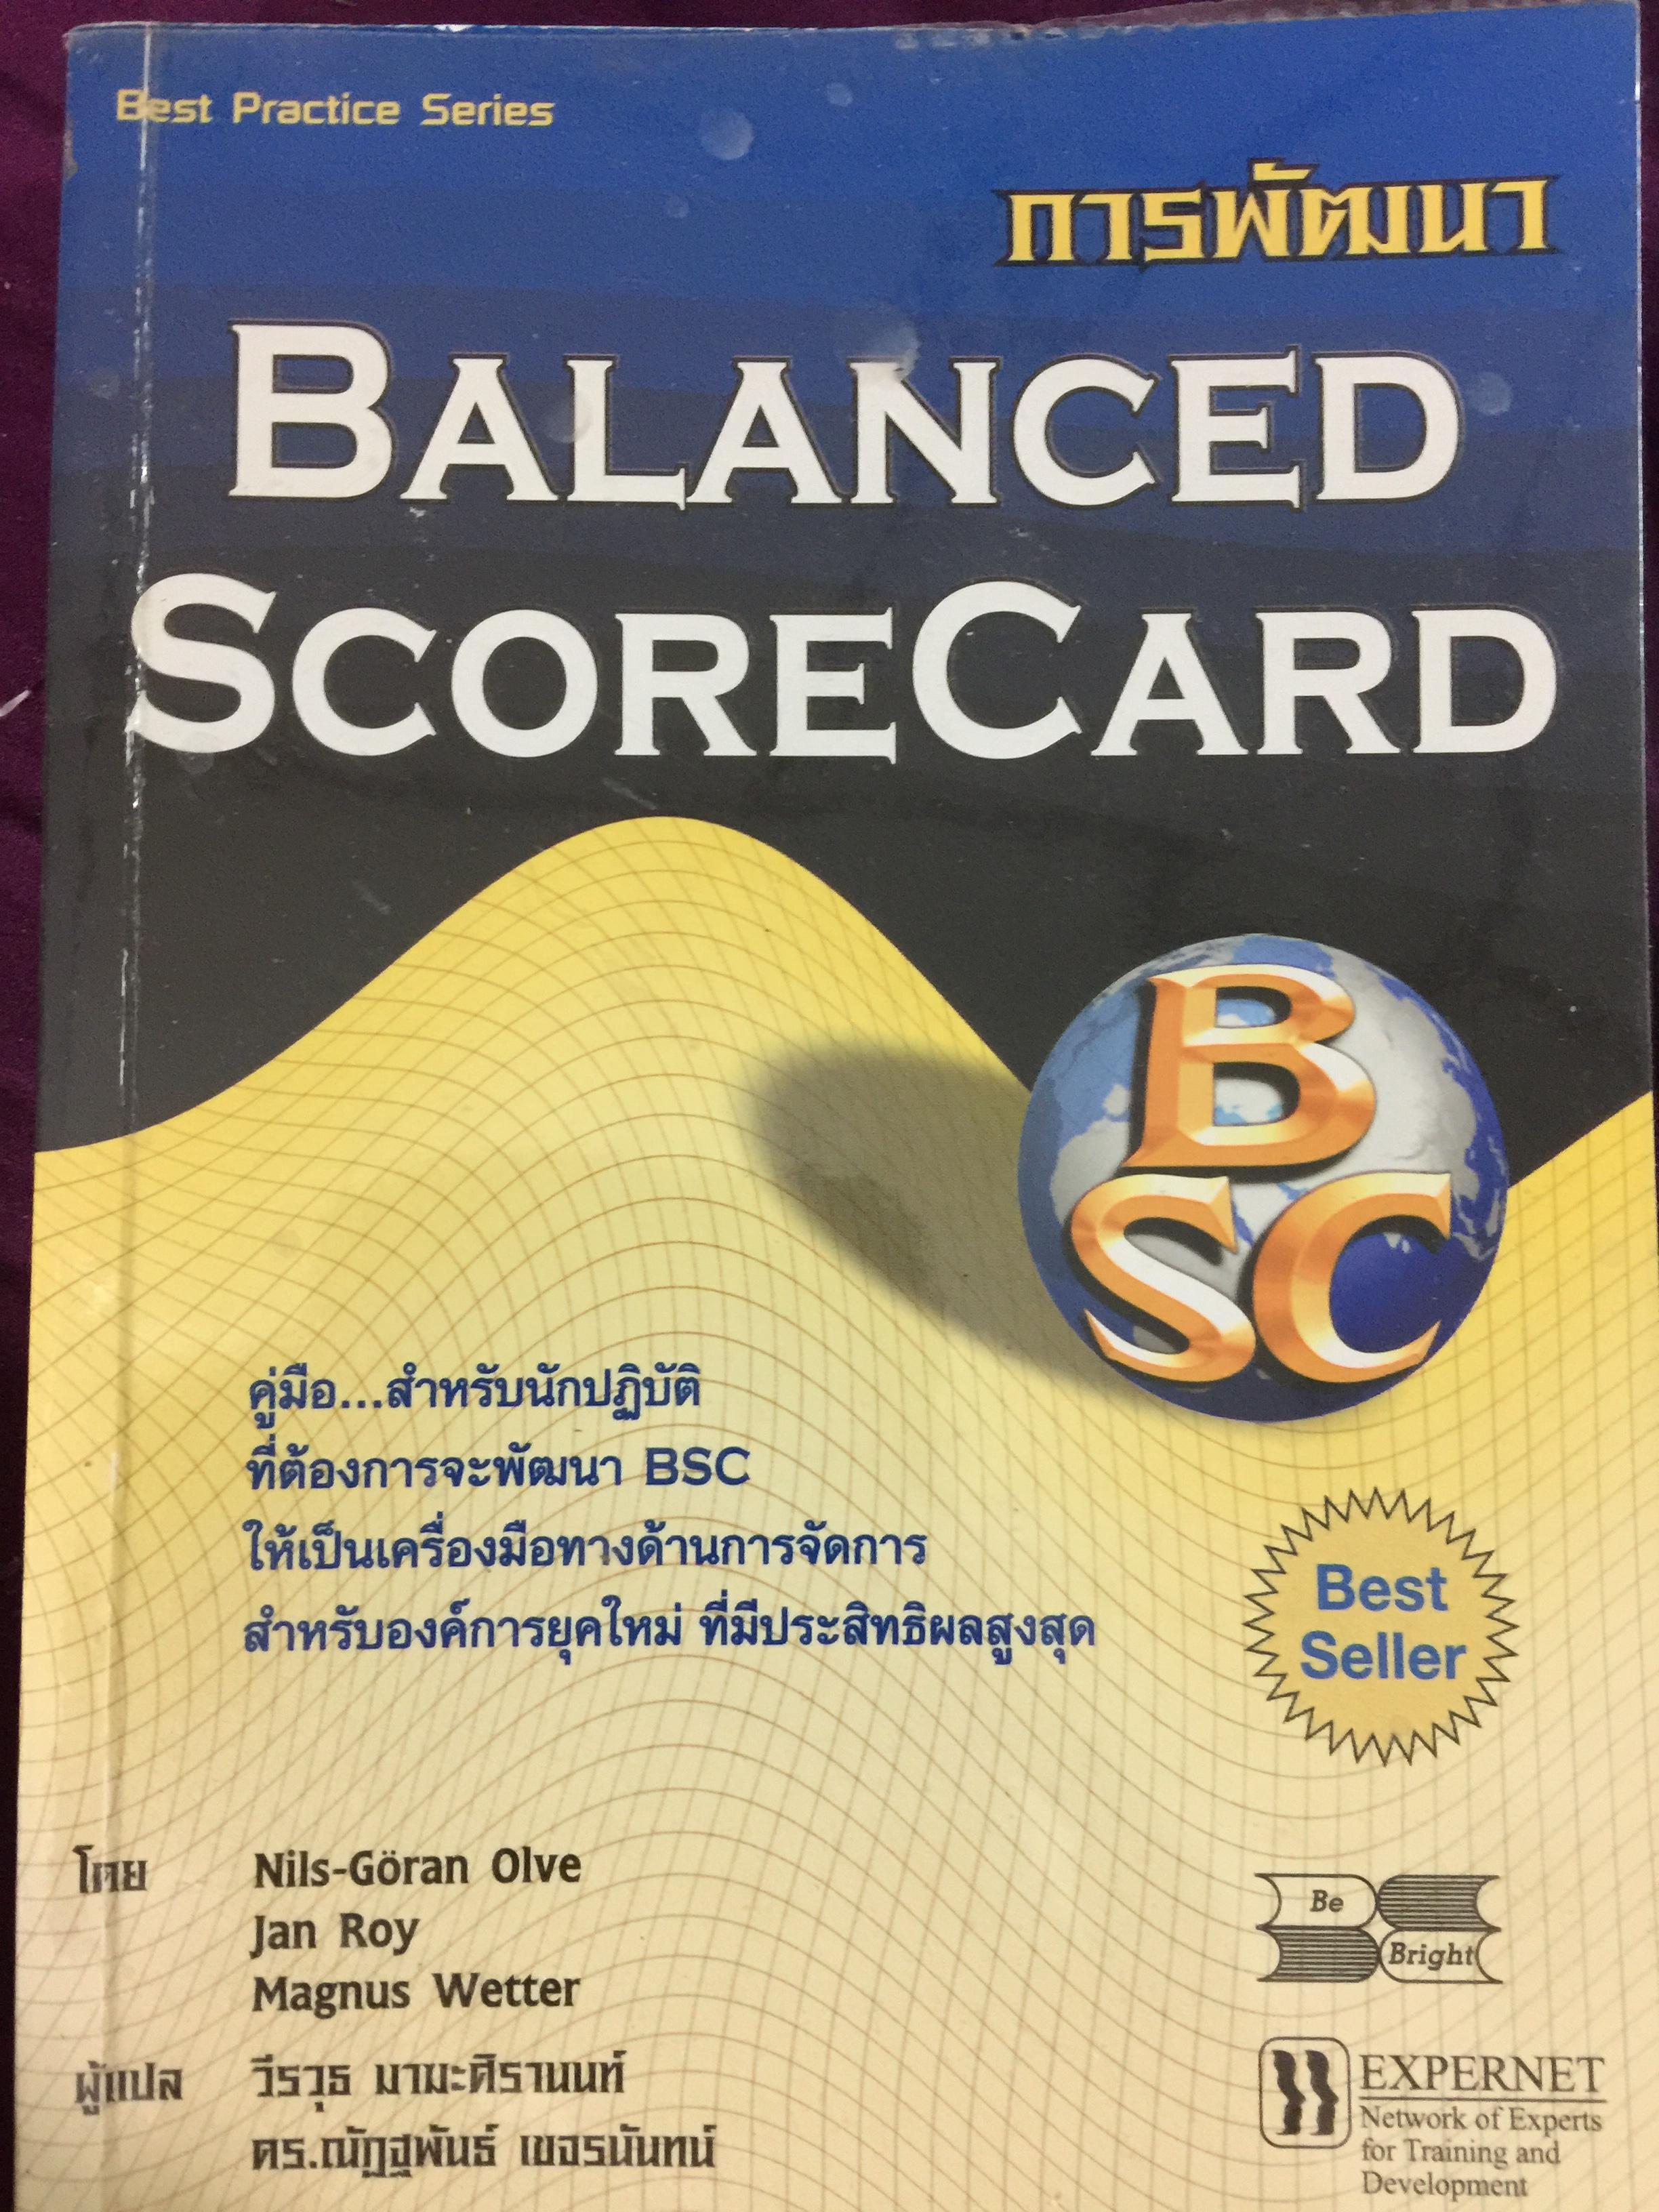 Best Practice Series
การพัฒนา
BALANCED
SCORECARD
B
SC
คู่มือ...สำหรับนักปฏิบัติ
ที่ต้องการจะพัฒนา BSC
ให้เป็นเครื่องมือทางด้านการจัดการ
สำหรับองค์การยุคใหม่ ที่มีประสิทธิผลสูงสุด
Best
Seller
โดย Nils-Göran Olve
Jan Roy
Magnus Wetter
ผู้แปล วีรวุธ มาฆะศิรานนท์
ดร.ณัฏฐพันธ์ เขจรนันทน์
Be
Bright
EXPERNET
Network of Experts
for Training and
Development